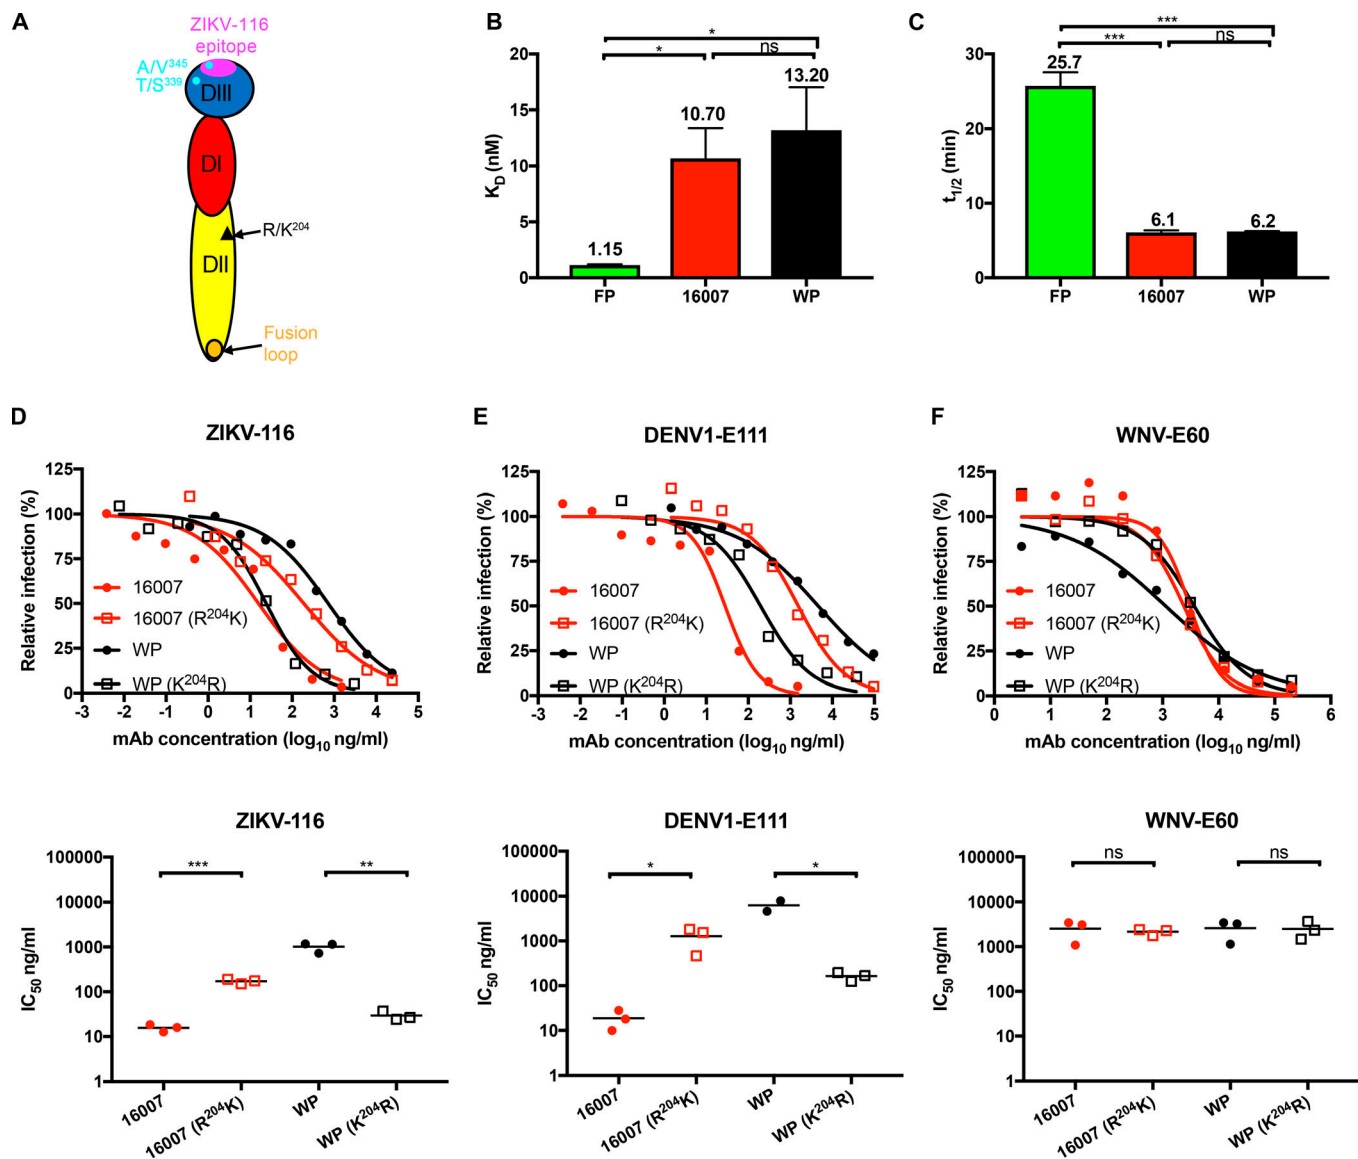 A
ZIKV-116
epitope
A/V³⁴⁵
T/S³³⁹
DIII
DI
R/K²⁰⁴
DII
Fusion
loop
B
K_D (nM)
20
15
10
5
0
*
*
ns
1.15
10.70
13.20
FP
16007
WP
C
t_1/2 (min)
30
20
10
0
***
***
ns
25.7
6.1
6.2
FP
16007
WP
D
ZIKV-116
Relative infection (%)
125
100
75
50
25
0
16007
16007 (R²⁰⁴K)
WP
WP (K²⁰⁴R)
-3 -2 -1 0 1 2 3 4 5
mAb concentration (log₁₀ ng/ml)
E
DENV1-E111
Relative infection (%)
125
100
75
50
25
0
16007
16007 (R²⁰⁴K)
WP
WP (K²⁰⁴R)
-3 -2 -1 0 1 2 3 4 5
mAb concentration (log₁₀ ng/ml)
F
WNV-E60
Relative infection (%)
125
100
75
50
25
0
16007
16007 (R²⁰⁴K)
WP
WP (K²⁰⁴R)
0 1 2 3 4 5 6
mAb concentration (log₁₀ ng/ml)
ZIKV-116
IC₅₀ ng/ml
100000
10000
1000
100
10
1
***
**
16007
16007 (R²⁰⁴K)
WP
WP (K²⁰⁴R)
DENV1-E111
IC₅₀ ng/ml
100000
10000
1000
100
10
1
*
*
16007
16007 (R²⁰⁴K)
WP
WP (K²⁰⁴R)
WNV-E60
IC₅₀ ng/ml
100000
10000
1000
100
10
1
ns
ns
16007
16007 (R²⁰⁴K)
WP
WP (K²⁰⁴R)